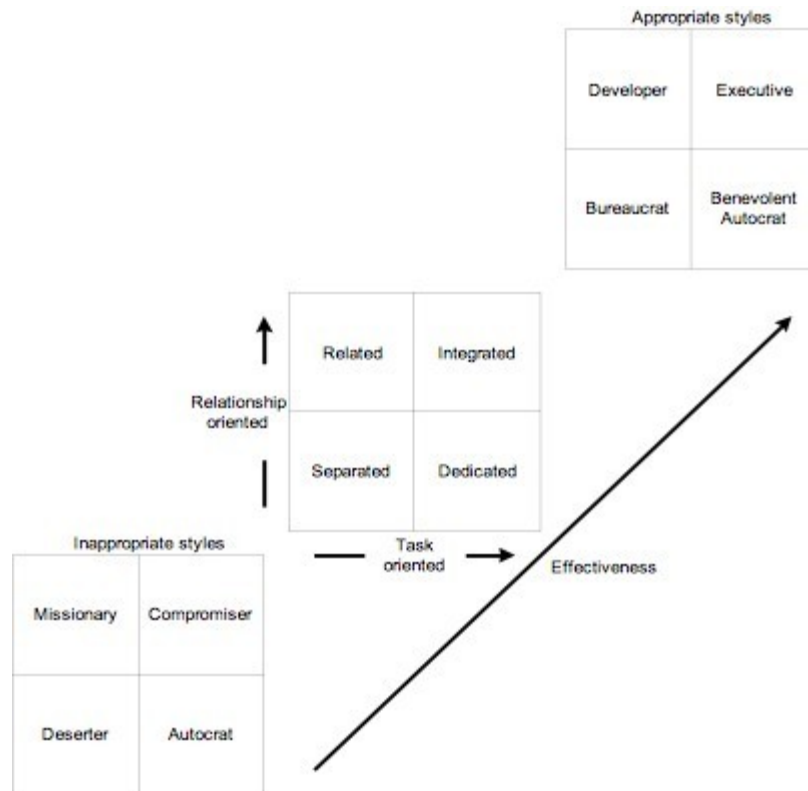 Appropriate styles
Developer
Executive
Bureaucrat
Benevolent
Autocrat
Related
Integrated
Relationship
oriented
Separated
Dedicated
Inappropriate styles
Task
oriented
Effectiveness
Missionary
Compromiser
Deserter
Autocrat